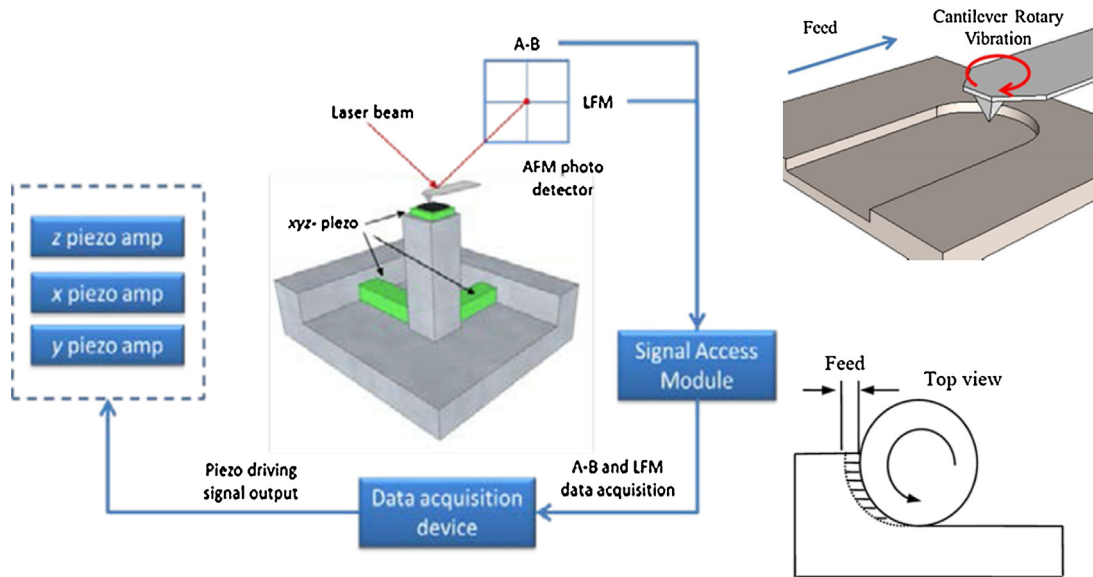 A-B
LFM
Laser beam
AFM photo
detector
xyz- piezo
z piezo amp
x piezo amp
y piezo amp
Signal Access
Module
A-B and LFM
data acquisition
Data acquisition
device
Piezo driving
signal output
Feed
Cantilever Rotary
Vibration
Feed
Top view